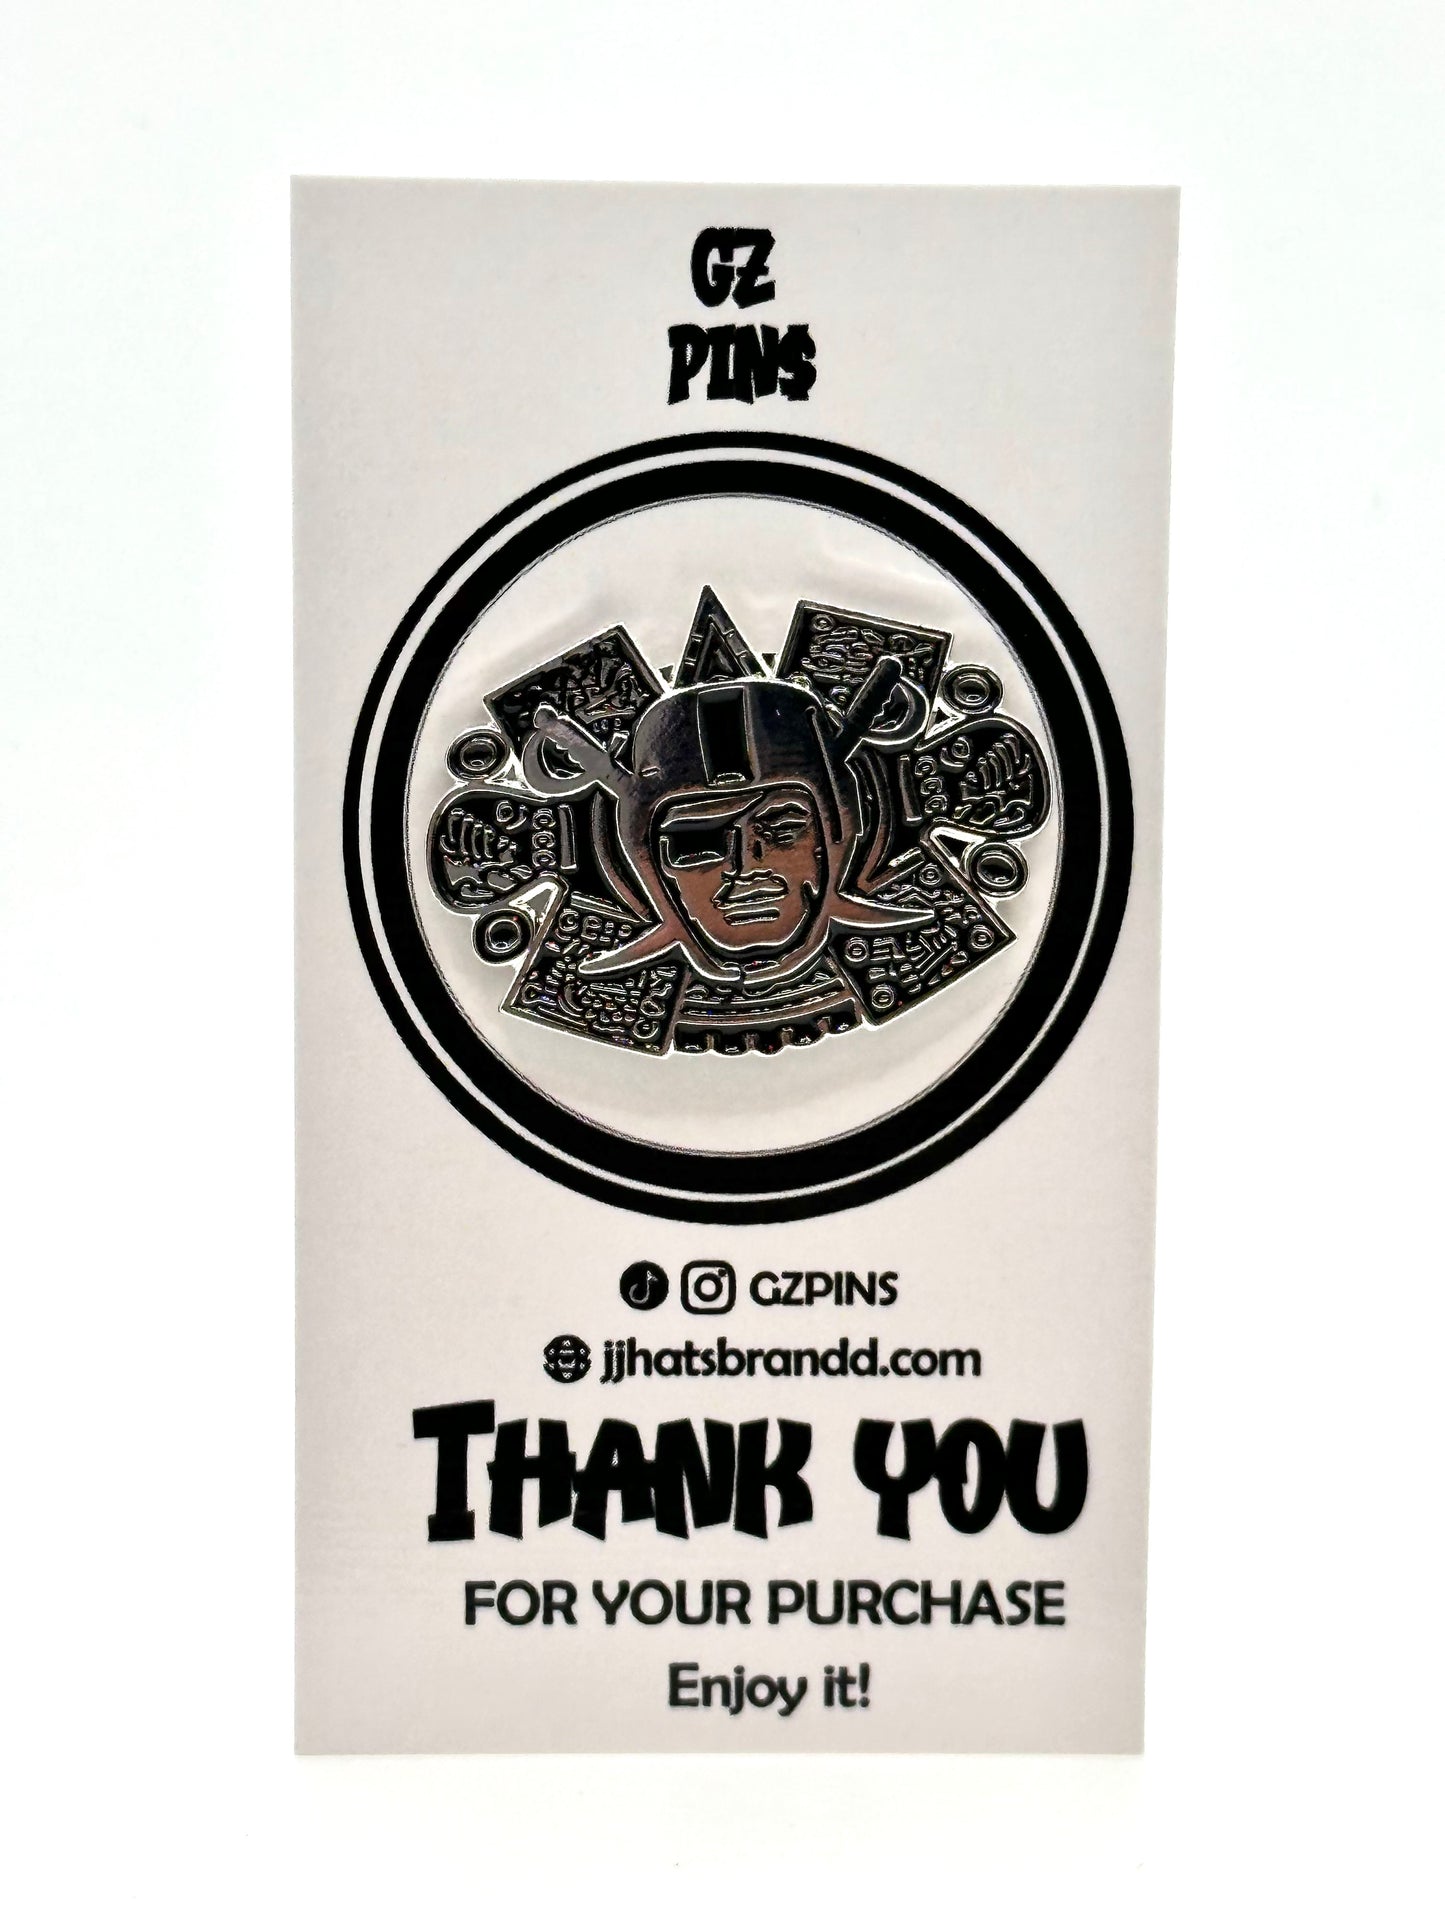 GZ
PIN$
GZPINS
jjhatsbrandd.com
THANK YOU
FOR YOUR PURCHASE
Enjoy it!